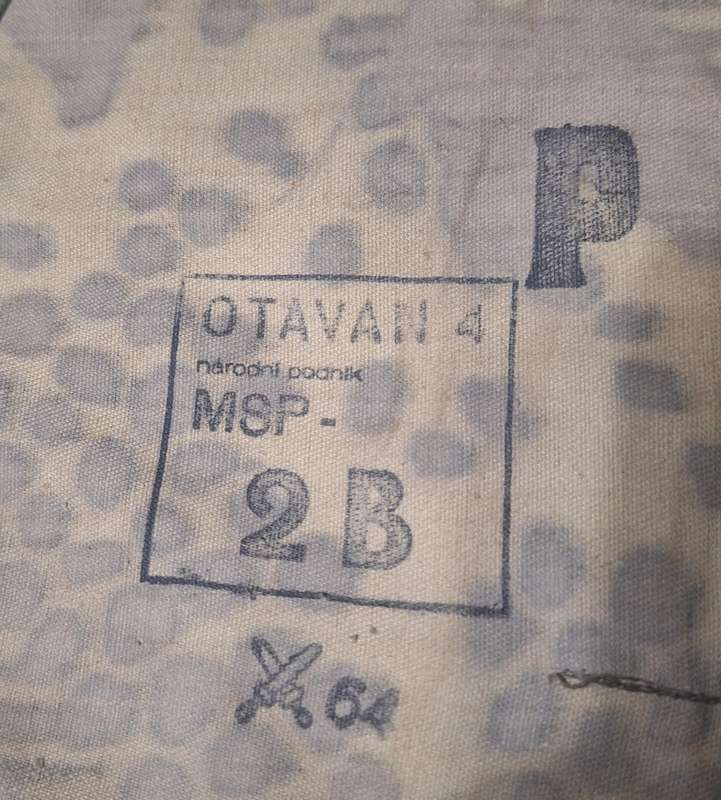 P
OTAVAN 4
národní podnik
MSP-
2 B
64